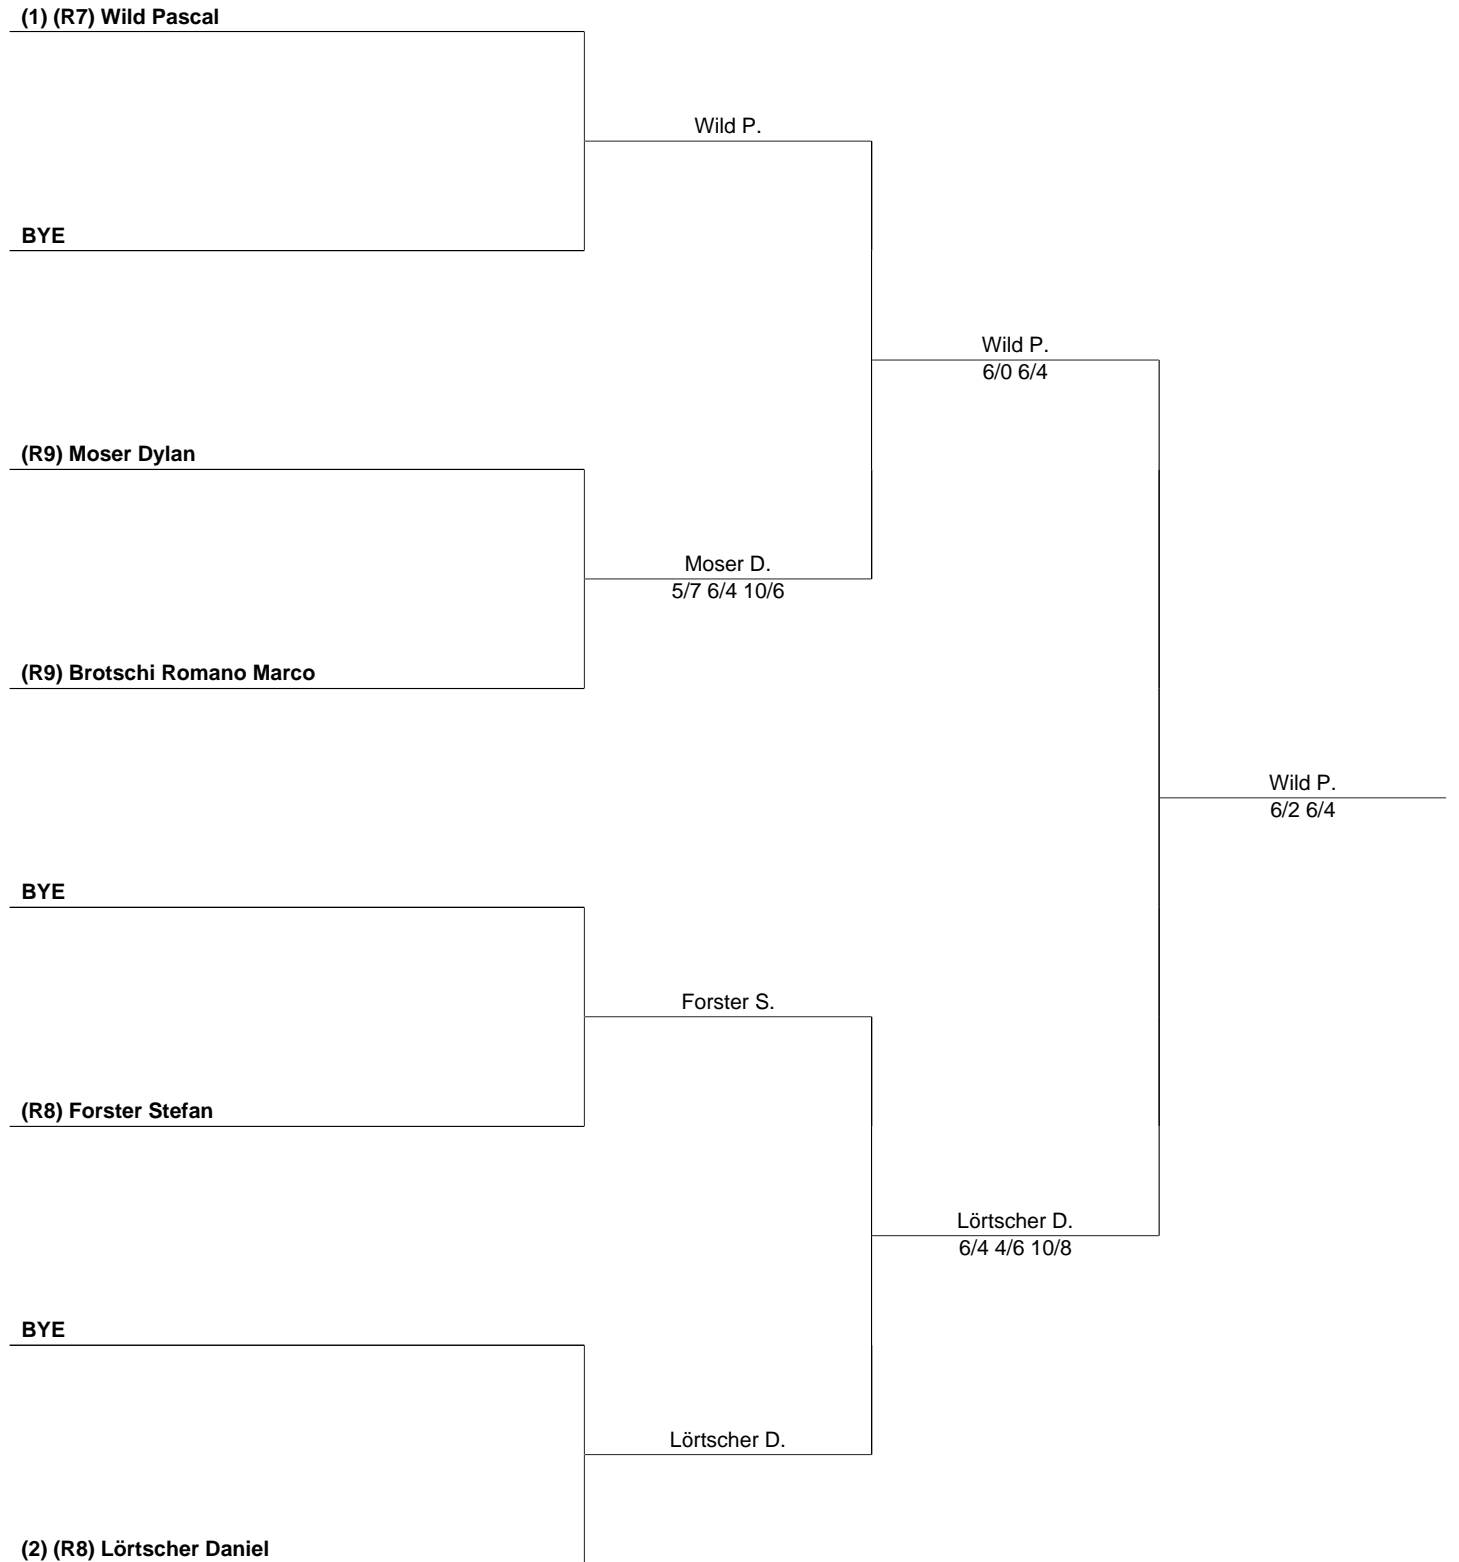 (1) (R7) Wild Pascal
Wild P.
BYE
Wild P.
6/0 6/4
(R9) Moser Dylan
Moser D.
5/7 6/4 10/6
(R9) Brotschi Romano Marco
Wild P.
6/2 6/4
BYE
Forster S.
(R8) Forster Stefan
Lörtscher D.
6/4 4/6 10/8
BYE
Lörtscher D.
(2) (R8) Lörtscher Daniel